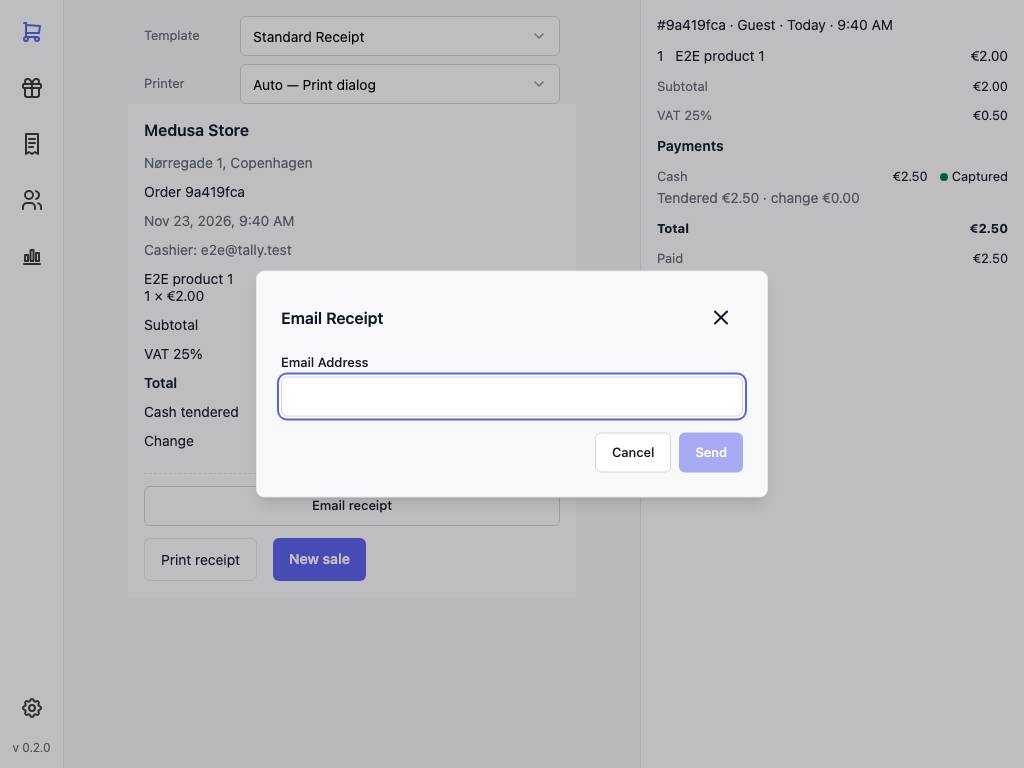 Template
Standard Receipt
Printer
Auto — Print dialog
Medusa Store
Nørregade 1, Copenhagen
Order 9a419fca
Nov 23, 2026, 9:40 AM
Cashier: e2e@tally.test
E2E product 1
1 × €2.00
Subtotal
VAT 25%
Total
Cash tendered
Change
Email receipt
Print receipt
New sale
Email Receipt
Email Address
Cancel
Send
#9a419fca · Guest · Today · 9:40 AM
1 E2E product 1 €2.00
Subtotal €2.00
VAT 25% €0.50
Payments
Cash €2.50 Captured
Tendered €2.50 · change €0.00
Total €2.50
Paid €2.50
v 0.2.0